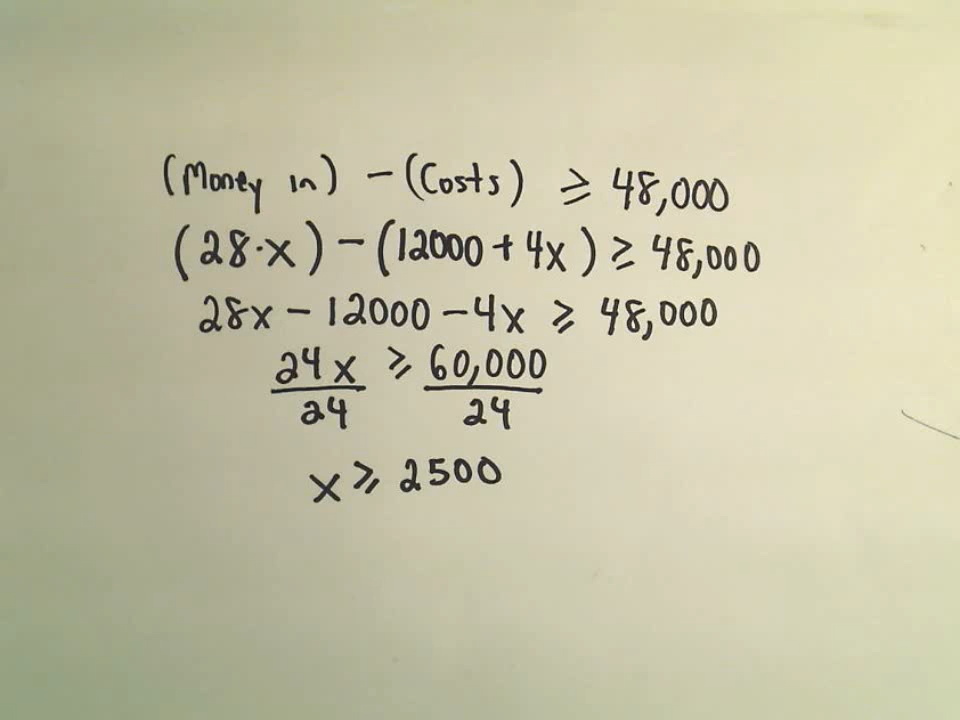 (Money in) - (Costs) ≥ 48,000
(28·x) - (12000 + 4x) ≥ 48,000
28x - 12000 - 4x ≥ 48,000
24x ≥ 60,000
24 24
x ≥ 2500